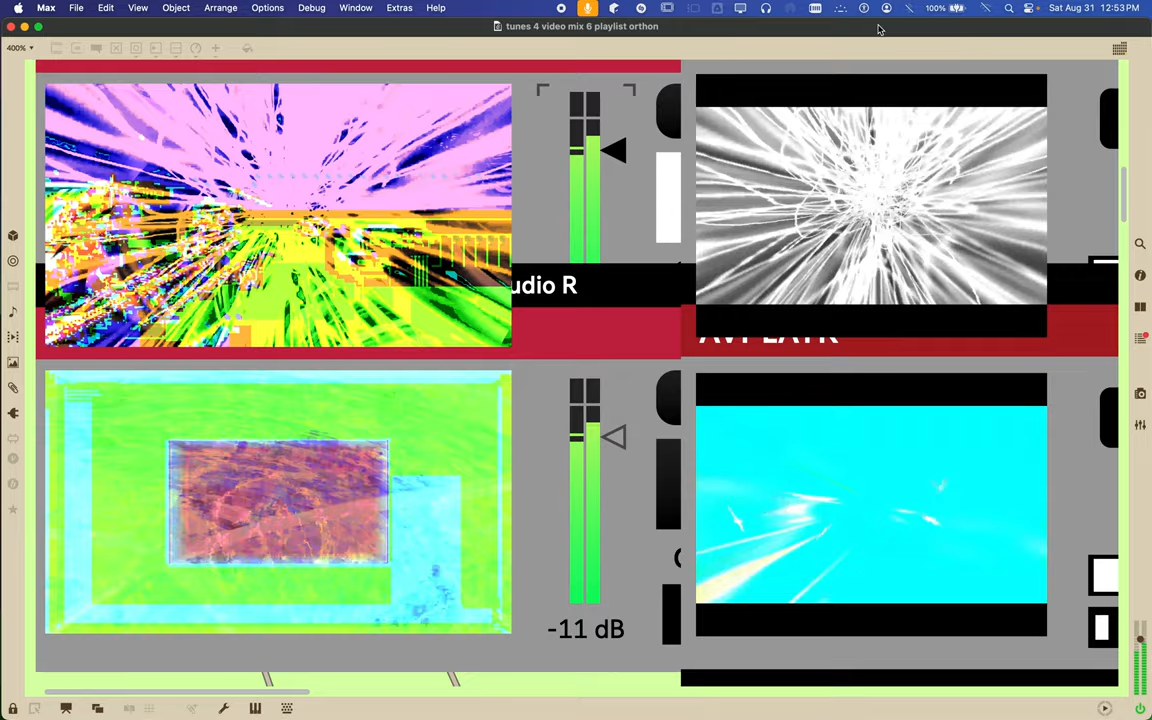 Max File Edit View Object Arrange Options Debug Window Extras Help 100% Sat Aug 31 12:53 PM
tunes 4 video mix 6 playlist orthon
400%
udio R
-11 dB